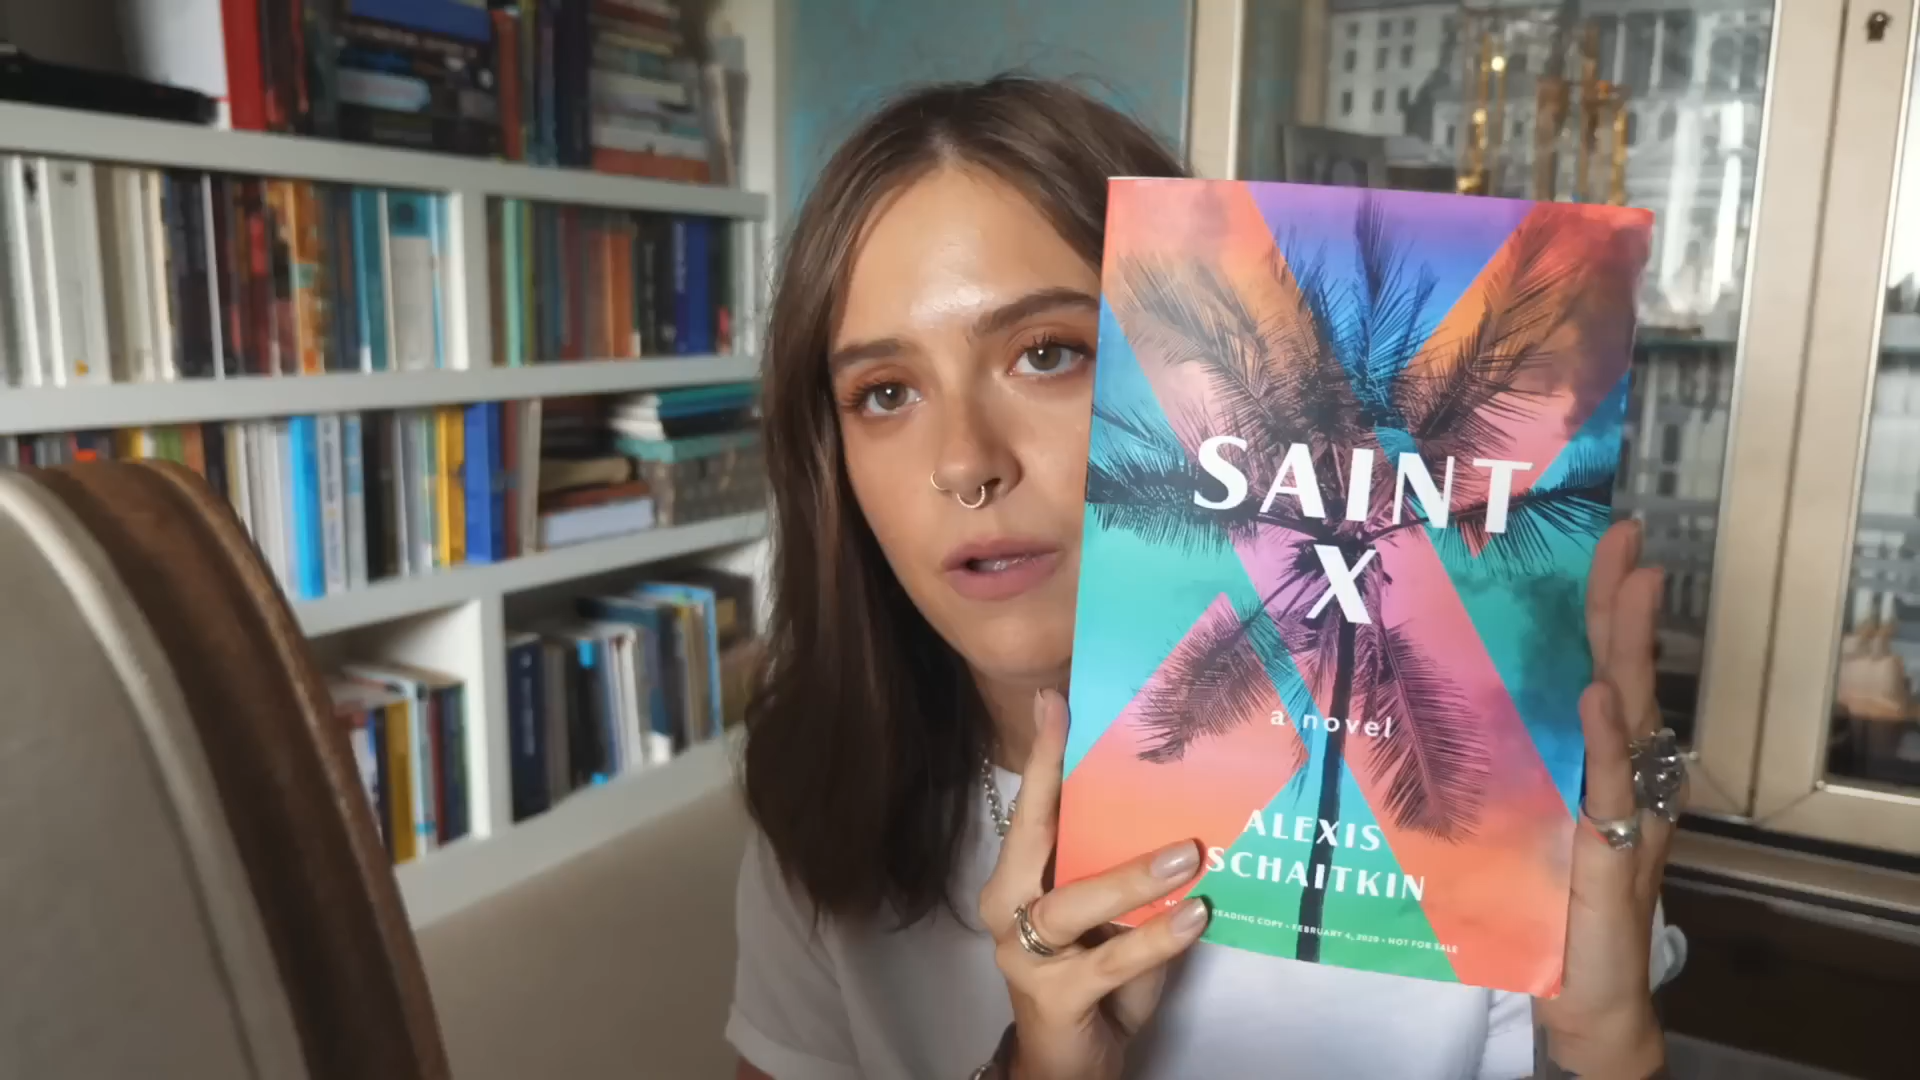 SAINT
X
a novel
ALEXIS
SCHAITKIN
READING COPY • FEBRUARY 4, 2020 • NOT FOR SALE